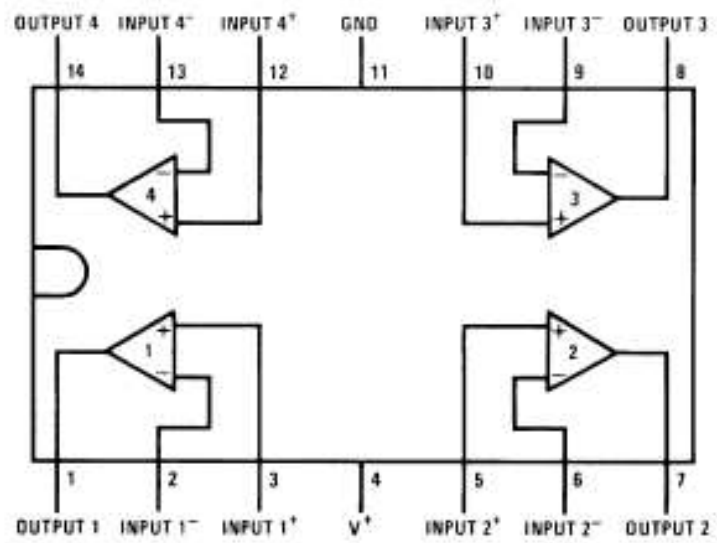 OUTPUT 4 INPUT 4⁻ INPUT 4⁺ GND INPUT 3⁺ INPUT 3⁻ OUTPUT 3
14 13 12 11 10 9 8
− −
4 3
+ +
+ +
1 2
− −
1 2 3 4 5 6 7
OUTPUT 1 INPUT 1⁻ INPUT 1⁺ V⁺ INPUT 2⁺ INPUT 2⁻ OUTPUT 2